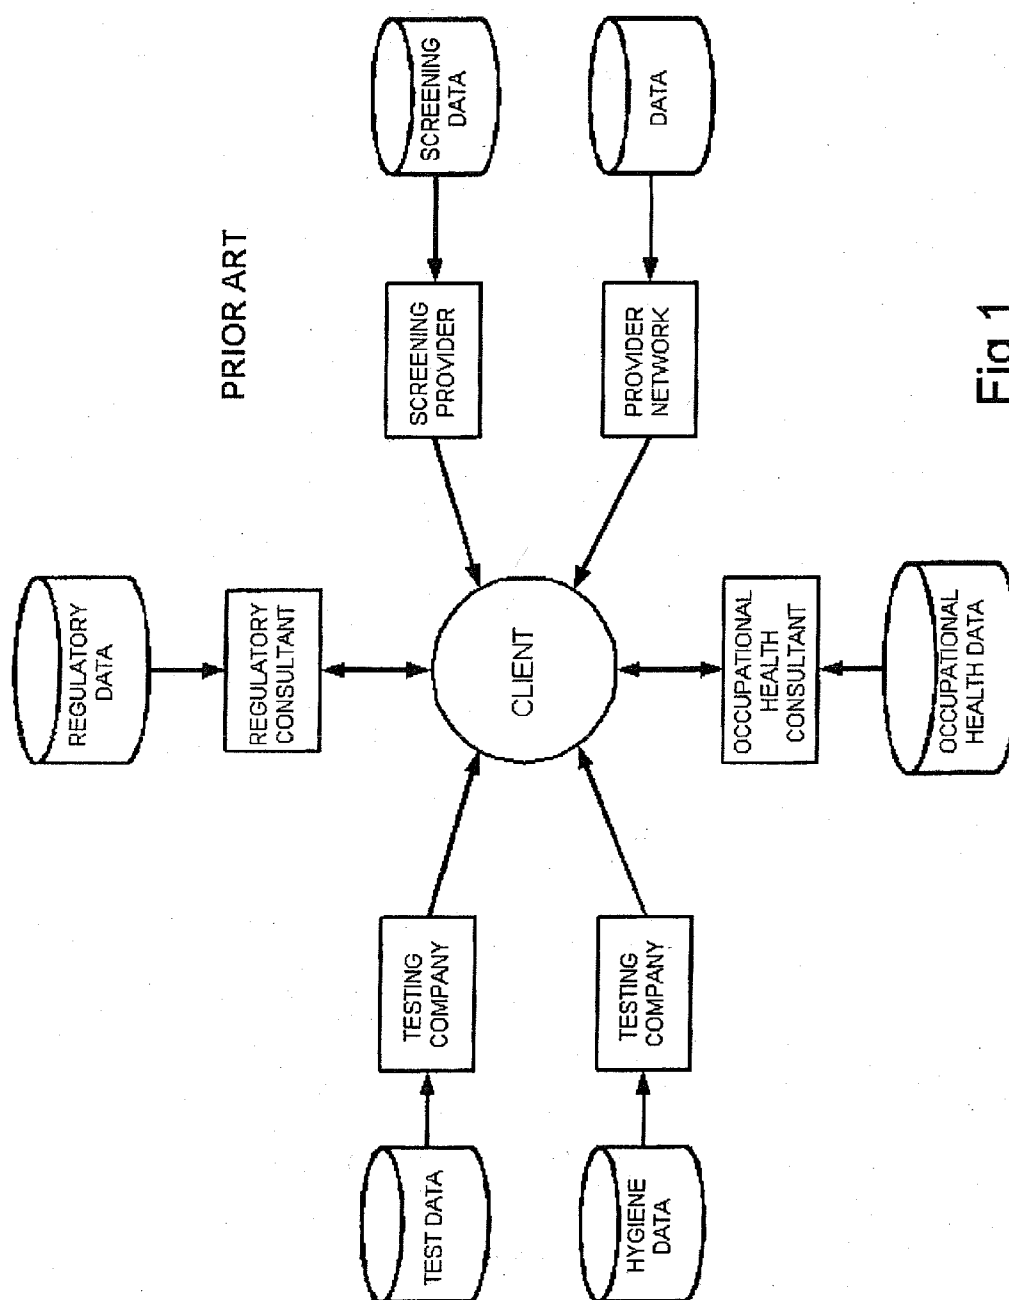 PRIOR ART
REGULATORY
DATA
REGULATORY
CONSULTANT
TEST DATA
TESTING
COMPANY
SCREENING
PROVIDER
SCREENING
DATA
CLIENT
HYGIENE
DATA
TESTING
COMPANY
PROVIDER
NETWORK
DATA
OCCUPATIONAL
HEALTH
CONSULTANT
OCCUPATIONAL
HEALTH DATA
Fig 1